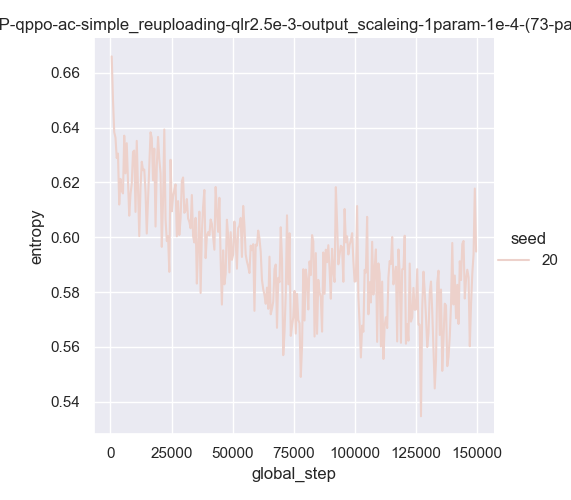 P-qppo-ac-simple_reuploading-qlr2.5e-3-output_scaleing-1param-1e-4-(73-pa
0.66
0.64
0.62
0.60
0.58
0.56
0.54
entropy
seed
20
0 25000 50000 75000 100000 125000 150000
global_step